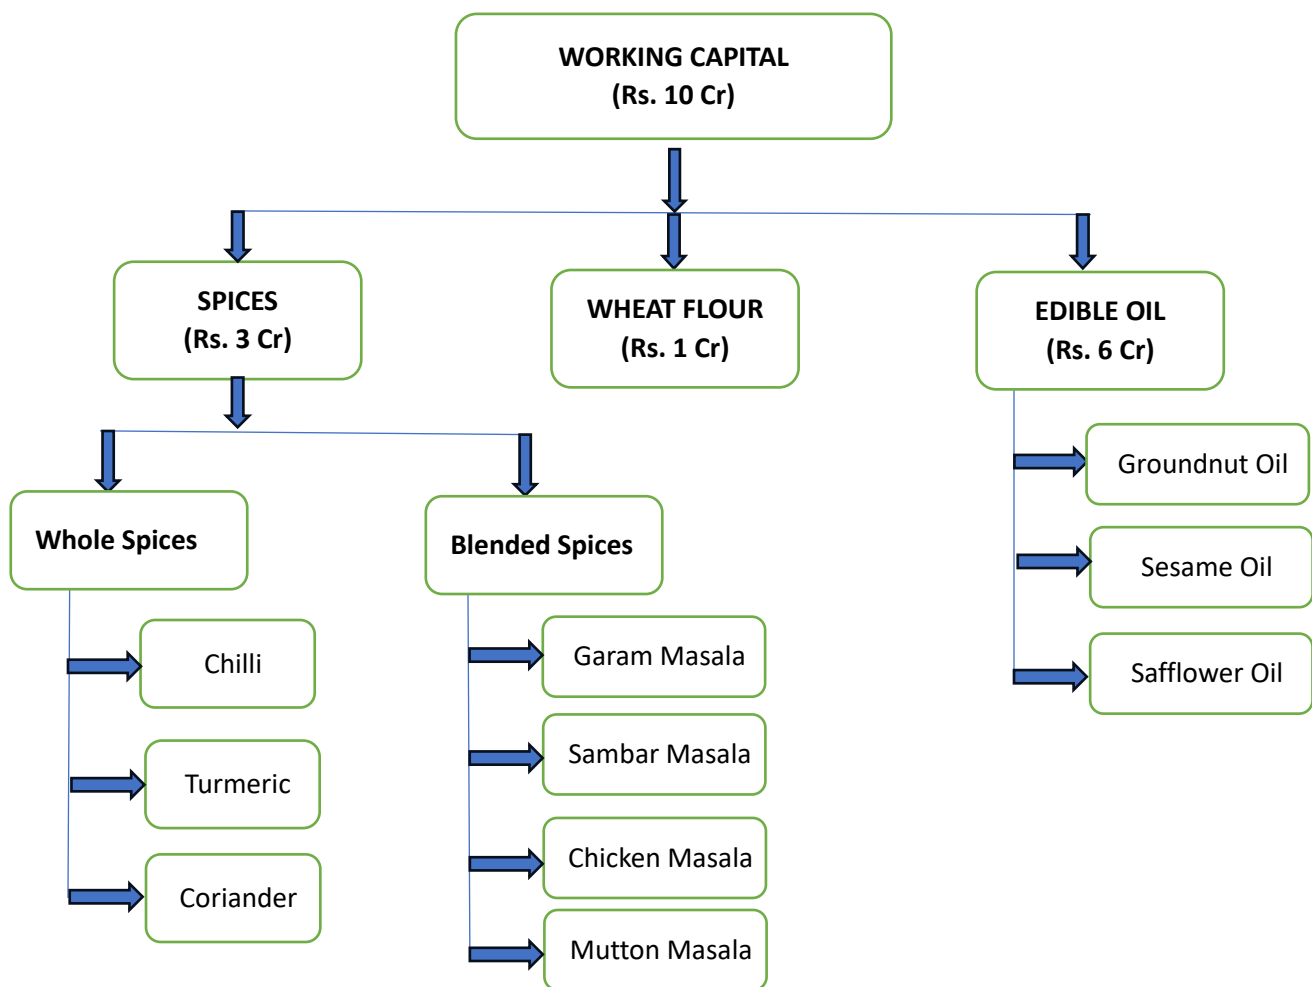 WORKING CAPITAL
(Rs. 10 Cr)
SPICES
(Rs. 3 Cr)
WHEAT FLOUR
(Rs. 1 Cr)
EDIBLE OIL
(Rs. 6 Cr)
Whole Spices
Chilli
Turmeric
Coriander
Blended Spices
Garam Masala
Sambar Masala
Chicken Masala
Mutton Masala
Groundnut Oil
Sesame Oil
Safflower Oil